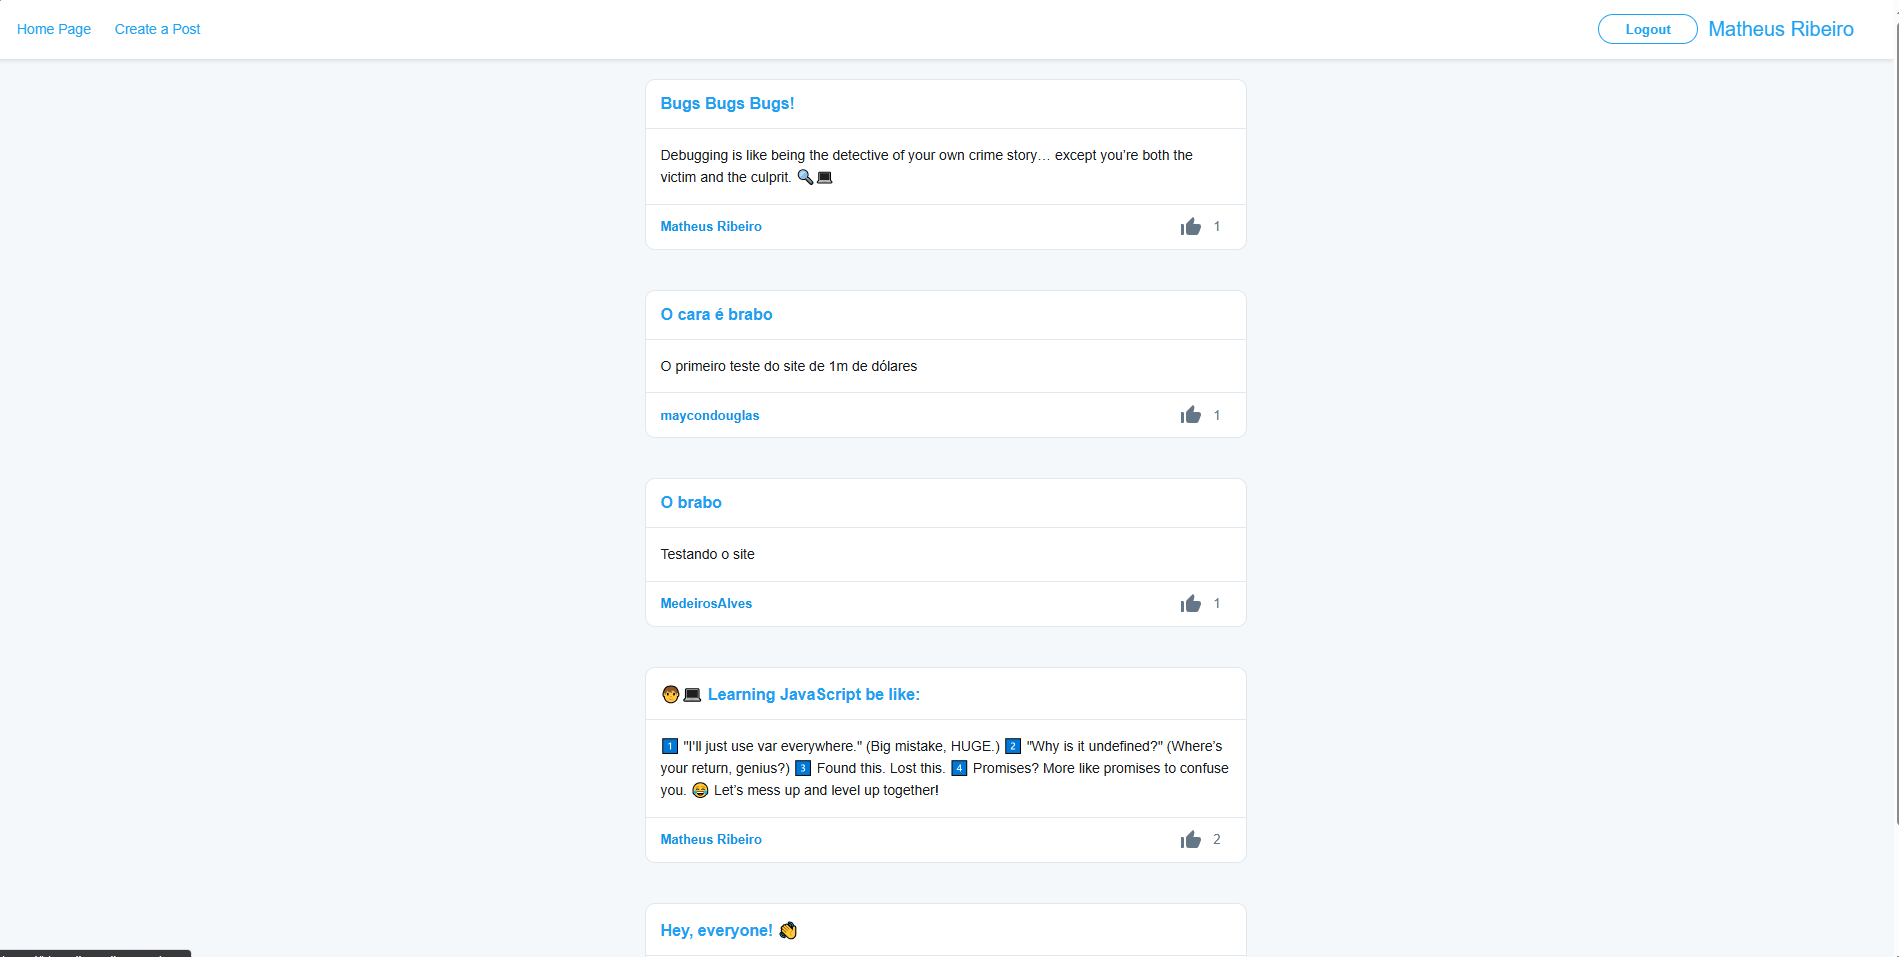 Home Page Create a Post Logout Matheus Ribeiro
Bugs Bugs Bugs!
Debugging is like being the detective of your own crime story… except you’re both the
victim and the culprit. 🔍💻
Matheus Ribeiro 1
O cara é brabo
O primeiro teste do site de 1m de dólares
maycondouglas 1
O brabo
Testando o site
MedeirosAlves 1
🧑💻 Learning JavaScript be like:
1️⃣ "I'll just use var everywhere." (Big mistake, HUGE.) 2️⃣ "Why is it undefined?" (Where’s
your return, genius?) 3️⃣ Found this. Lost this. 4️⃣ Promises? More like promises to confuse
you. 😂 Let’s mess up and level up together!
Matheus Ribeiro 2
Hey, everyone! 👋